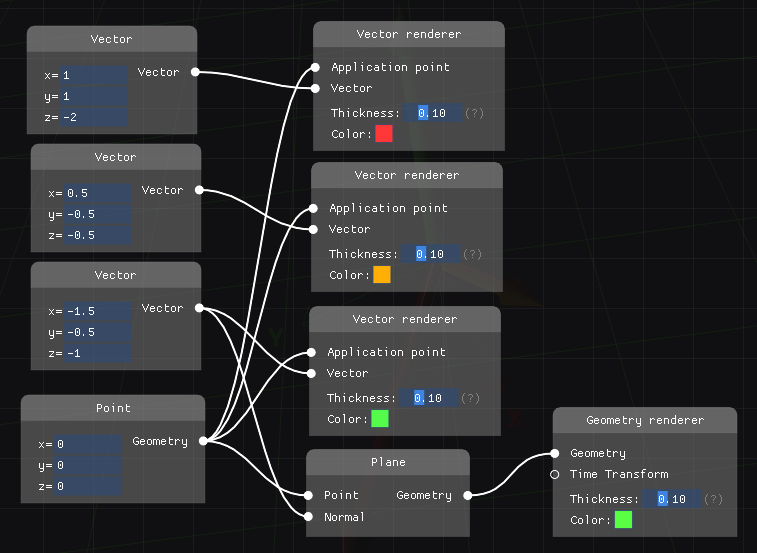 Vector
x= 1
Vector
y= 1
z= -2
Vector
x= 0.5
Vector
y= -0.5
z= -0.5
Vector
x= -1.5
Vector
y= -0.5
z= -1
Point
x= 0
Geometry
y= 0
z= 0
Vector renderer
Application point
Vector
Thickness: 0.10 (?)
Color:
Vector renderer
Application point
Vector
Thickness: 0.10 (?)
Color:
Vector renderer
Application point
Vector
Thickness: 0.10 (?)
Color:
Plane
Point Geometry
Normal
Geometry renderer
Geometry
Time Transform
Thickness: 0.10 (?)
Color:
Y